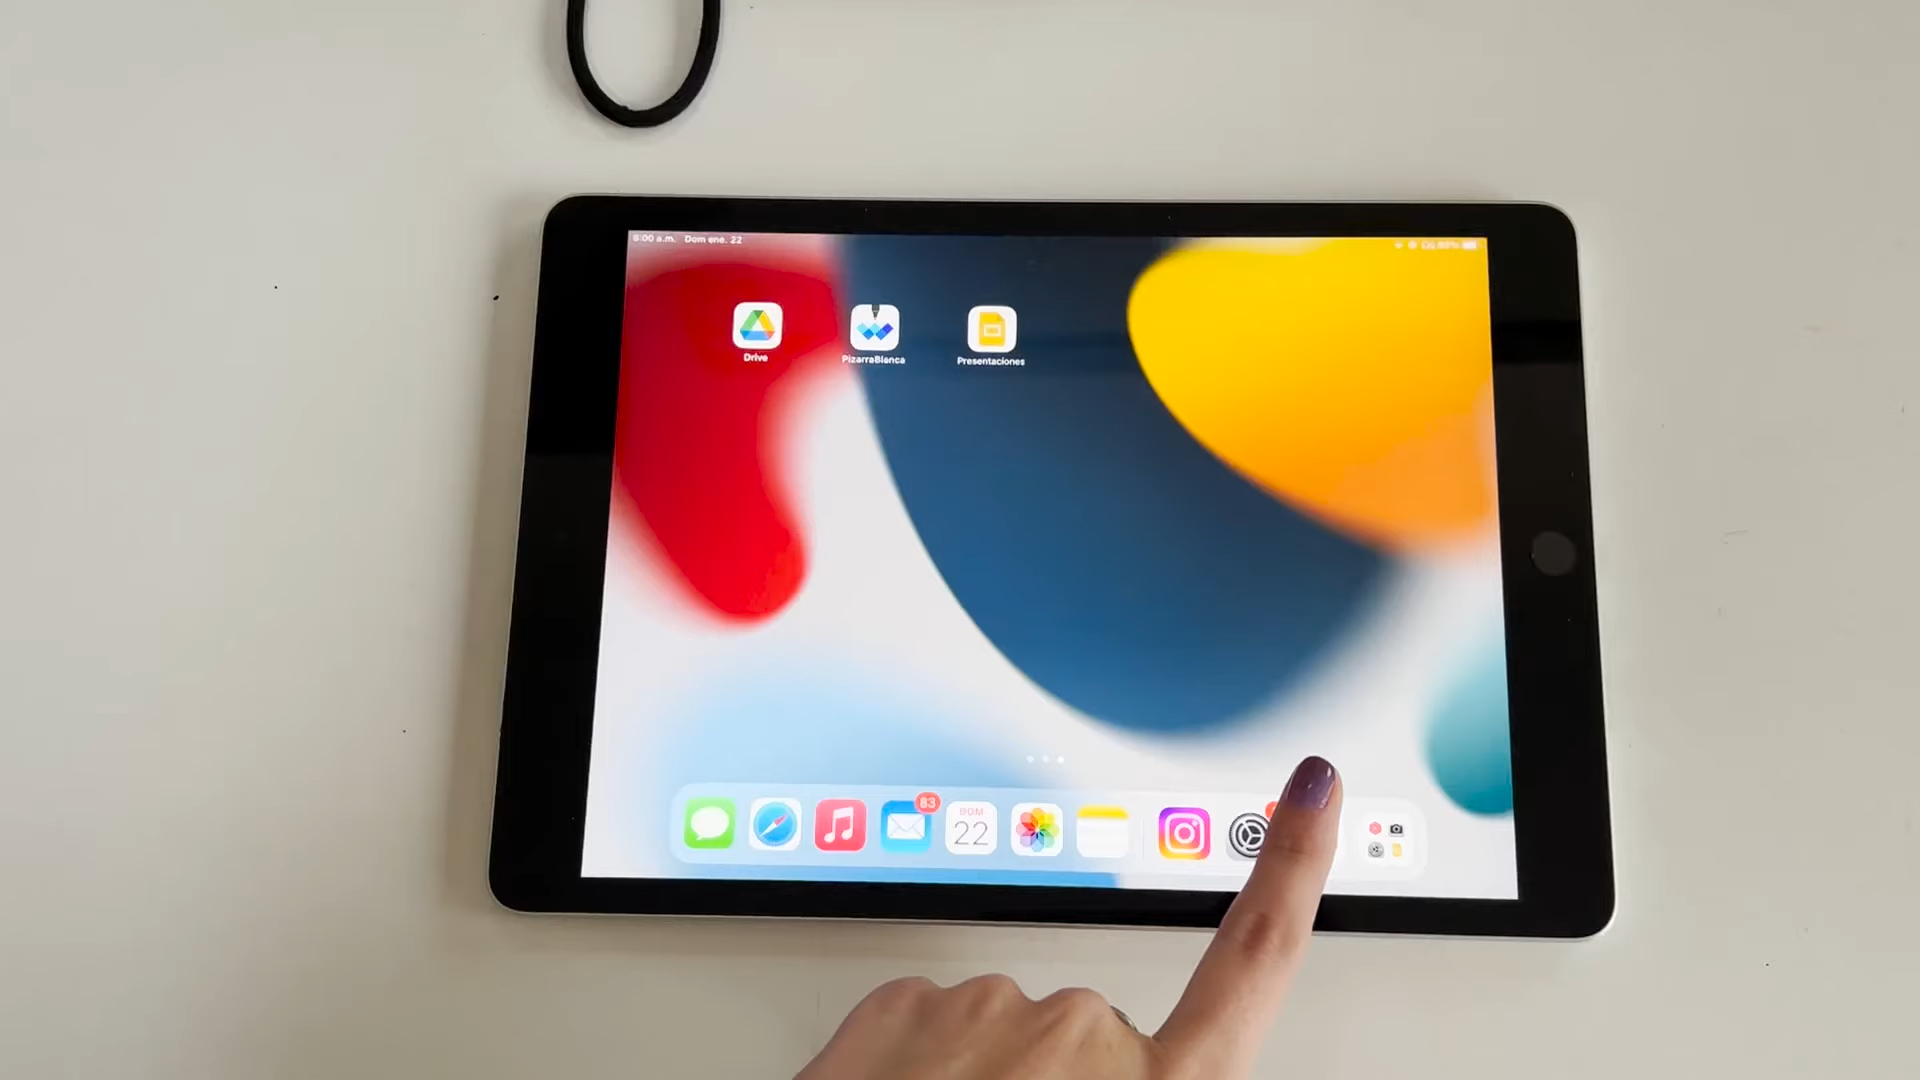 Dom ene. 22
Drive
PizarraBlanca
Presentaciones
83
DOM
22